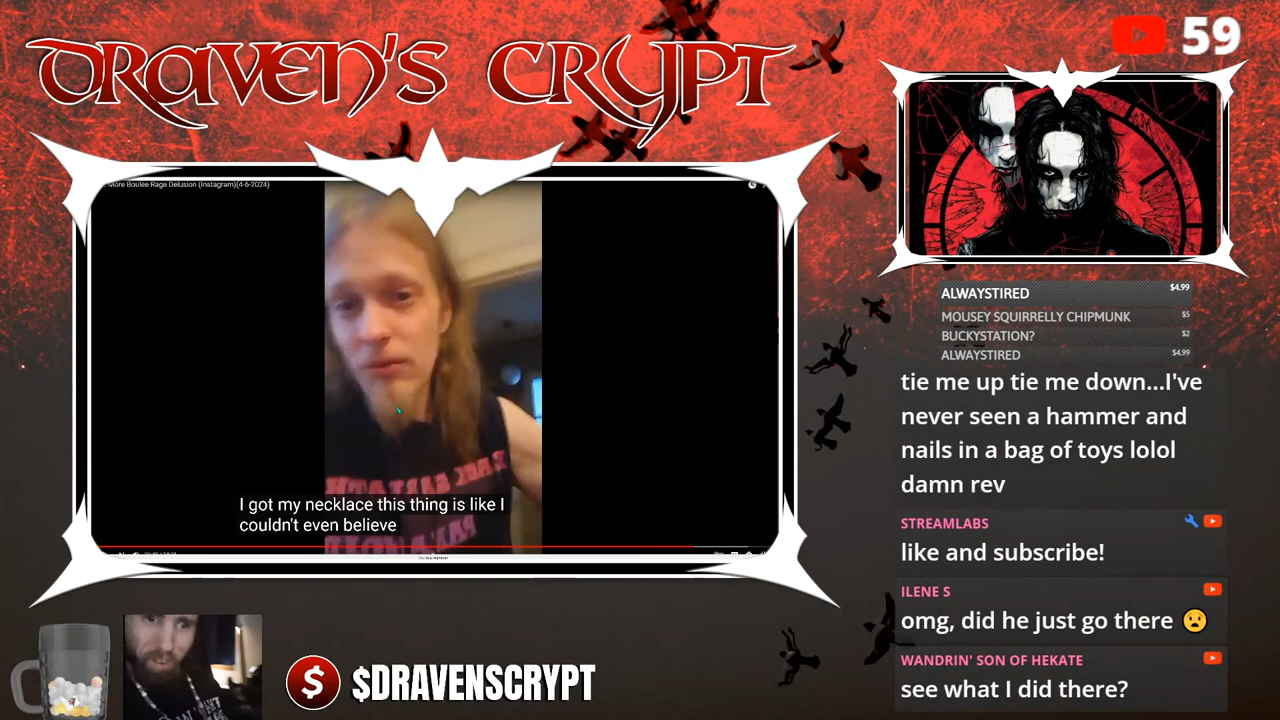 DRAVEN'S CRYPT
59
More Boulee Rage Delusion (Instagram)(4-6-2024)
I got my necklace this thing is like I
couldn't even believe
ALWAYSTIRED $4.99
MOUSEY SQUIRRELLY CHIPMUNK $5
BUCKYSTATION? $2
ALWAYSTIRED $4.99
tie me up tie me down...I've
never seen a hammer and
nails in a bag of toys lolol
damn rev
STREAMLABS
like and subscribe!
ILENE S
omg, did he just go there 😧
WANDRIN' SON OF HEKATE
see what I did there?
$ $DRAVENSCRYPT